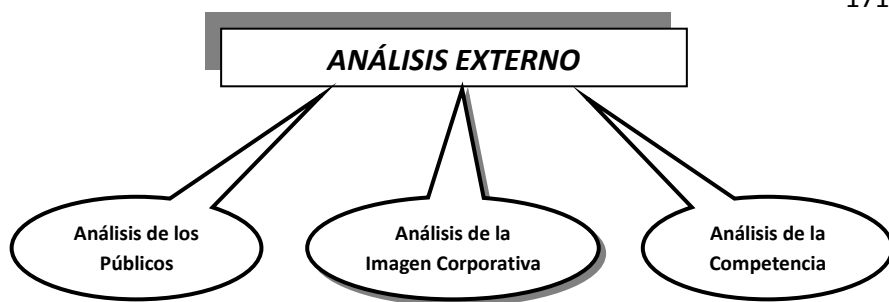 171
ANÁLISIS EXTERNO
Análisis de los
Públicos
Análisis de la
Imagen Corporativa
Análisis de la
Competencia